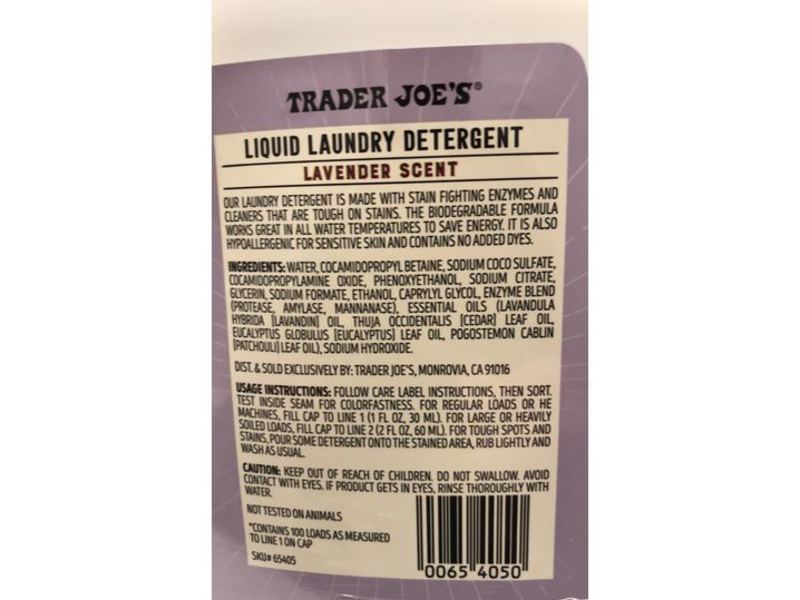 TRADER JOE'S®
LIQUID LAUNDRY DETERGENT
LAVENDER SCENT
OUR LAUNDRY DETERGENT IS MADE WITH STAIN FIGHTING ENZYMES AND
CLEANERS THAT ARE TOUGH ON STAINS. THE BIODEGRADABLE FORMULA
WORKS GREAT IN ALL WATER TEMPERATURES TO SAVE ENERGY. IT IS ALSO
HYPOALLERGENIC FOR SENSITIVE SKIN AND CONTAINS NO ADDED DYES.
INGREDIENTS: WATER, COCAMIDOPROPYL BETAINE, SODIUM COCO SULFATE,
COCAMIDOPROPYLAMINE OXIDE, PHENOXYETHANOL, SODIUM CITRATE,
GLYCERIN, SODIUM FORMATE, ETHANOL, CAPRYLYL GLYCOL, ENZYME BLEND
(PROTEASE, AMYLASE, MANNANASE), ESSENTIAL OILS (LAVANDULA
HYBRIDA [LAVANDIN] OIL, THUJA OCCIDENTALIS [CEDAR] LEAF OIL,
EUCALYPTUS GLOBULUS [EUCALYPTUS] LEAF OIL, POGOSTEMON CABLIN
[PATCHOULI] LEAF OIL), SODIUM HYDROXIDE.
DIST. & SOLD EXCLUSIVELY BY: TRADER JOE'S, MONROVIA, CA 91016
USAGE INSTRUCTIONS: FOLLOW CARE LABEL INSTRUCTIONS, THEN SORT.
TEST INSIDE SEAM FOR COLORFASTNESS. FOR REGULAR LOADS OR HE
MACHINES, FILL CAP TO LINE 1 (1 FL OZ, 30 ML). FOR LARGE OR HEAVILY
SOILED LOADS, FILL CAP TO LINE 2 (2 FL OZ, 60 ML). FOR TOUGH SPOTS AND
STAINS, POUR SOME DETERGENT ONTO THE STAINED AREA, RUB LIGHTLY AND
WASH AS USUAL.
CAUTION: KEEP OUT OF REACH OF CHILDREN. DO NOT SWALLOW. AVOID
CONTACT WITH EYES. IF PRODUCT GETS IN EYES, RINSE THOROUGHLY WITH
WATER.
NOT TESTED ON ANIMALS
*CONTAINS 100 LOADS AS MEASURED
TO LINE 1 ON CAP
SKU# 65405
0065 4050